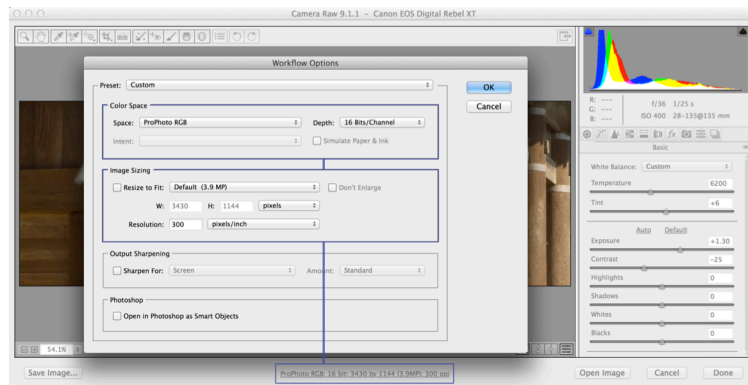 Camera Raw 9.1.1 – Canon EOS Digital Rebel XT
Workflow Options
Preset: Custom
OK
Cancel
Color Space
Space: ProPhoto RGB Depth: 16 Bits/Channel
Intent: Simulate Paper & Ink
Image Sizing
Resize to Fit: Default (3.9 MP) Don't Enlarge
W: 3430 H: 1144 pixels
Resolution: 300 pixels/inch
Output Sharpening
Sharpen For: Screen Amount: Standard
Photoshop
Open in Photoshop as Smart Objects
R: ---
G: ---
B: ---
f/36 1/25 s
ISO 400 28-135@135 mm
Basic
White Balance: Custom
Temperature 6200
Tint +6
Auto Default
Exposure +1.30
Contrast -25
Highlights 0
Shadows 0
Whites 0
Blacks 0
54.1%
Save Image...
ProPhoto RGB; 16 bit; 3430 by 1144 (3.9MP); 300 ppi
Open Image Cancel Done